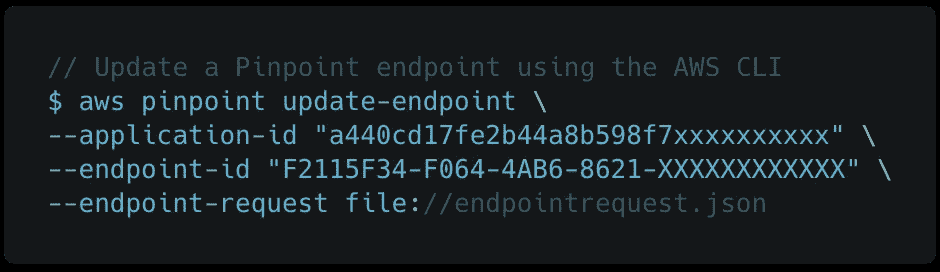 // Update a Pinpoint endpoint using the AWS CLI
$ aws pinpoint update-endpoint \
--application-id "a440cd17fe2b44a8b598f7xxxxxxxxxx" \
--endpoint-id "F2115F34-F064-4AB6-8621-XXXXXXXXXXXX" \
--endpoint-request file://endpointrequest.json